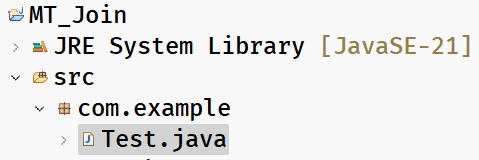 MT_Join
JRE System Library [JavaSE-21]
src
com.example
Test.java